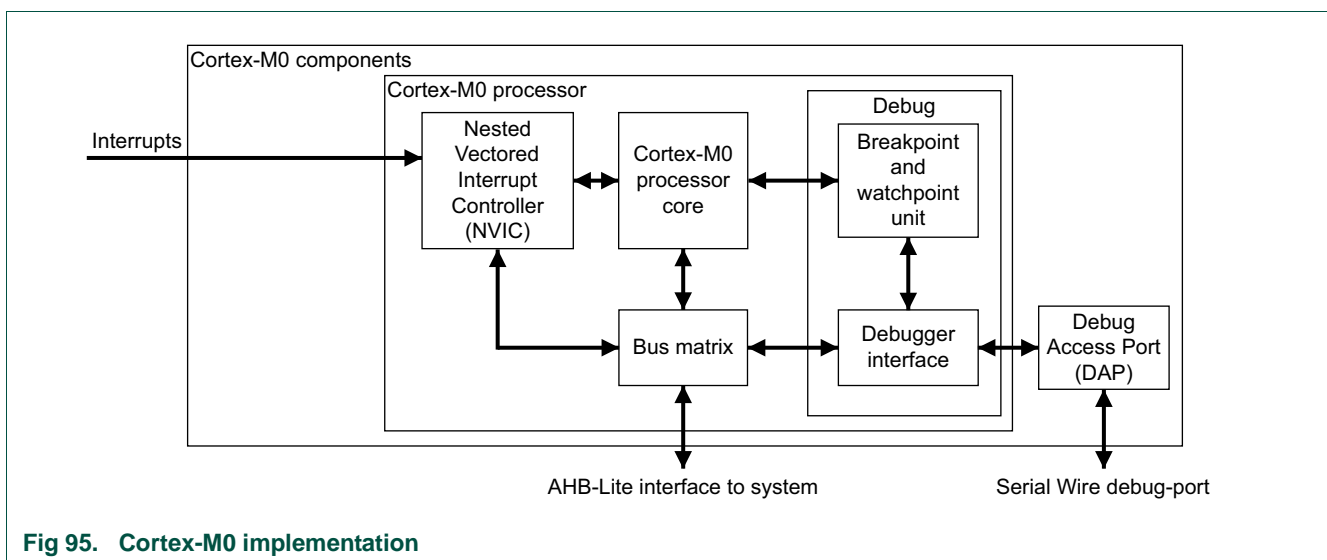 Cortex-M0 components
Cortex-M0 processor
Debug
Interrupts
Nested
Vectored
Interrupt
Controller
(NVIC)
Cortex-M0
processor
core
Breakpoint
and
watchpoint
unit
Bus matrix
Debugger
interface
Debug
Access Port
(DAP)
AHB-Lite interface to system
Serial Wire debug-port
Fig 95. Cortex-M0 implementation